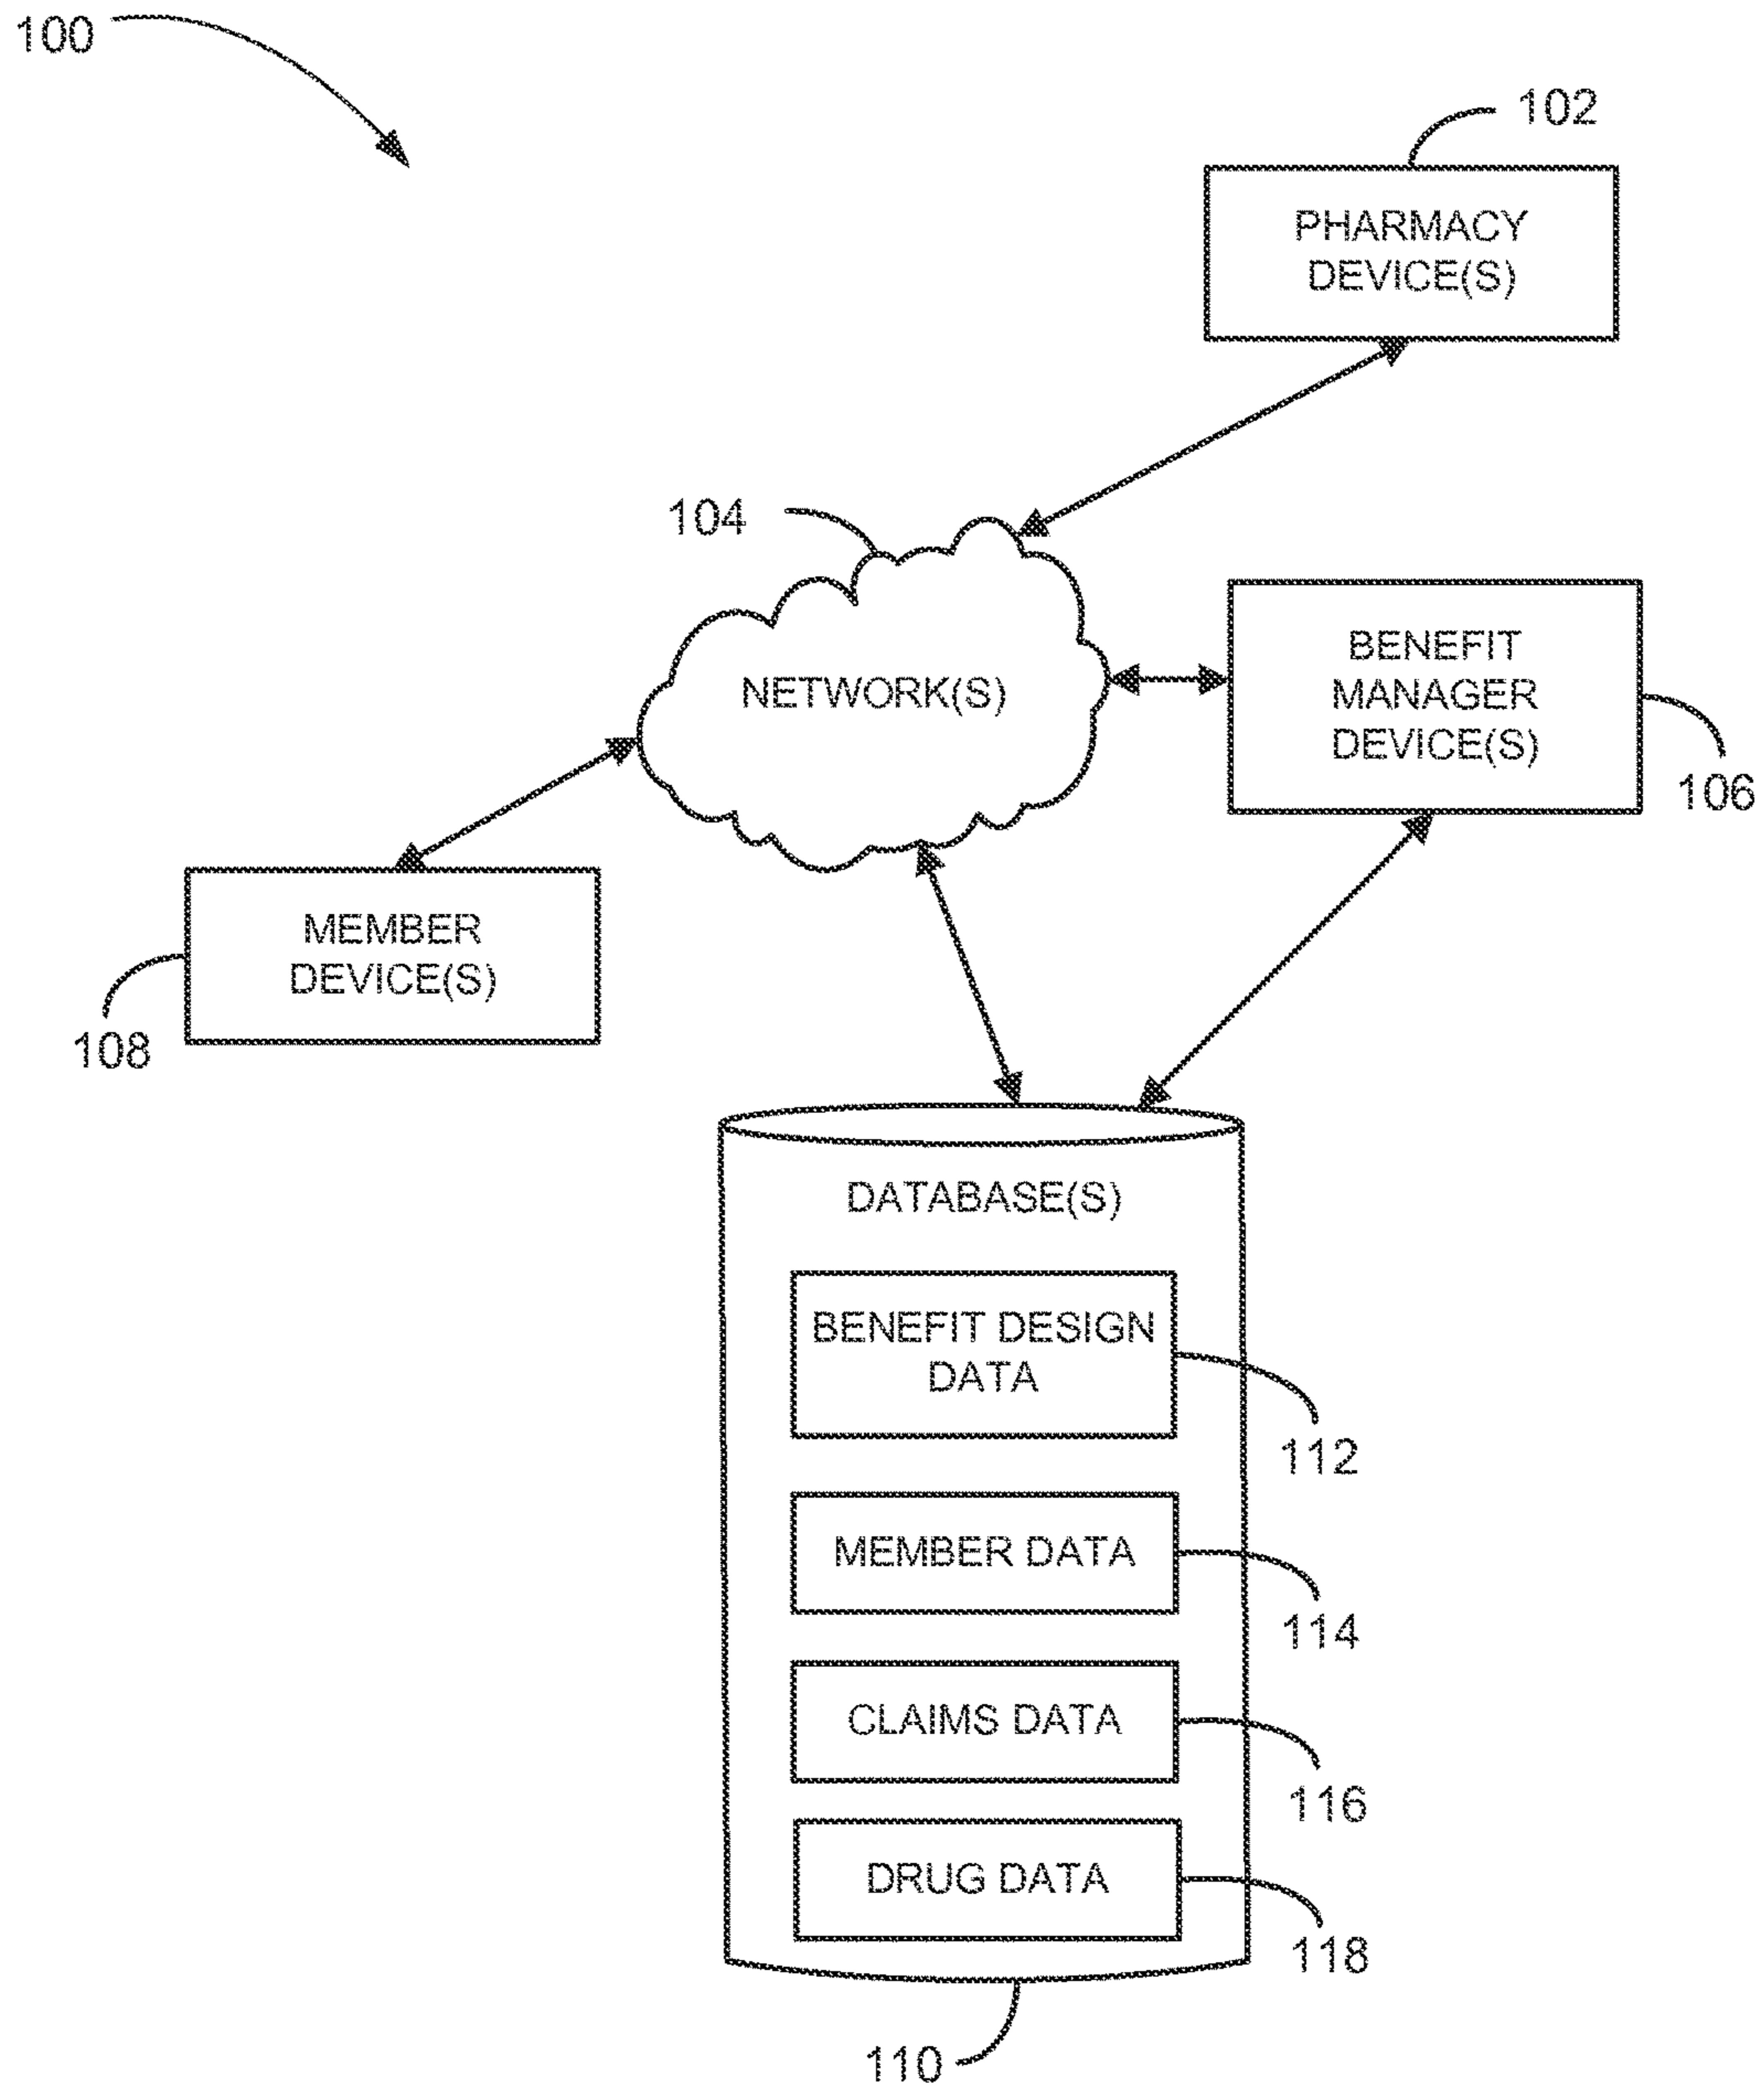 100
102
PHARMACY
DEVICE(S)
104
NETWORK(S)
BENEFIT
MANAGER
DEVICE(S)
106
MEMBER
DEVICE(S)
108
DATABASE(S)
BENEFIT DESIGN
DATA
112
MEMBER DATA
114
CLAIMS DATA
116
DRUG DATA
118
110